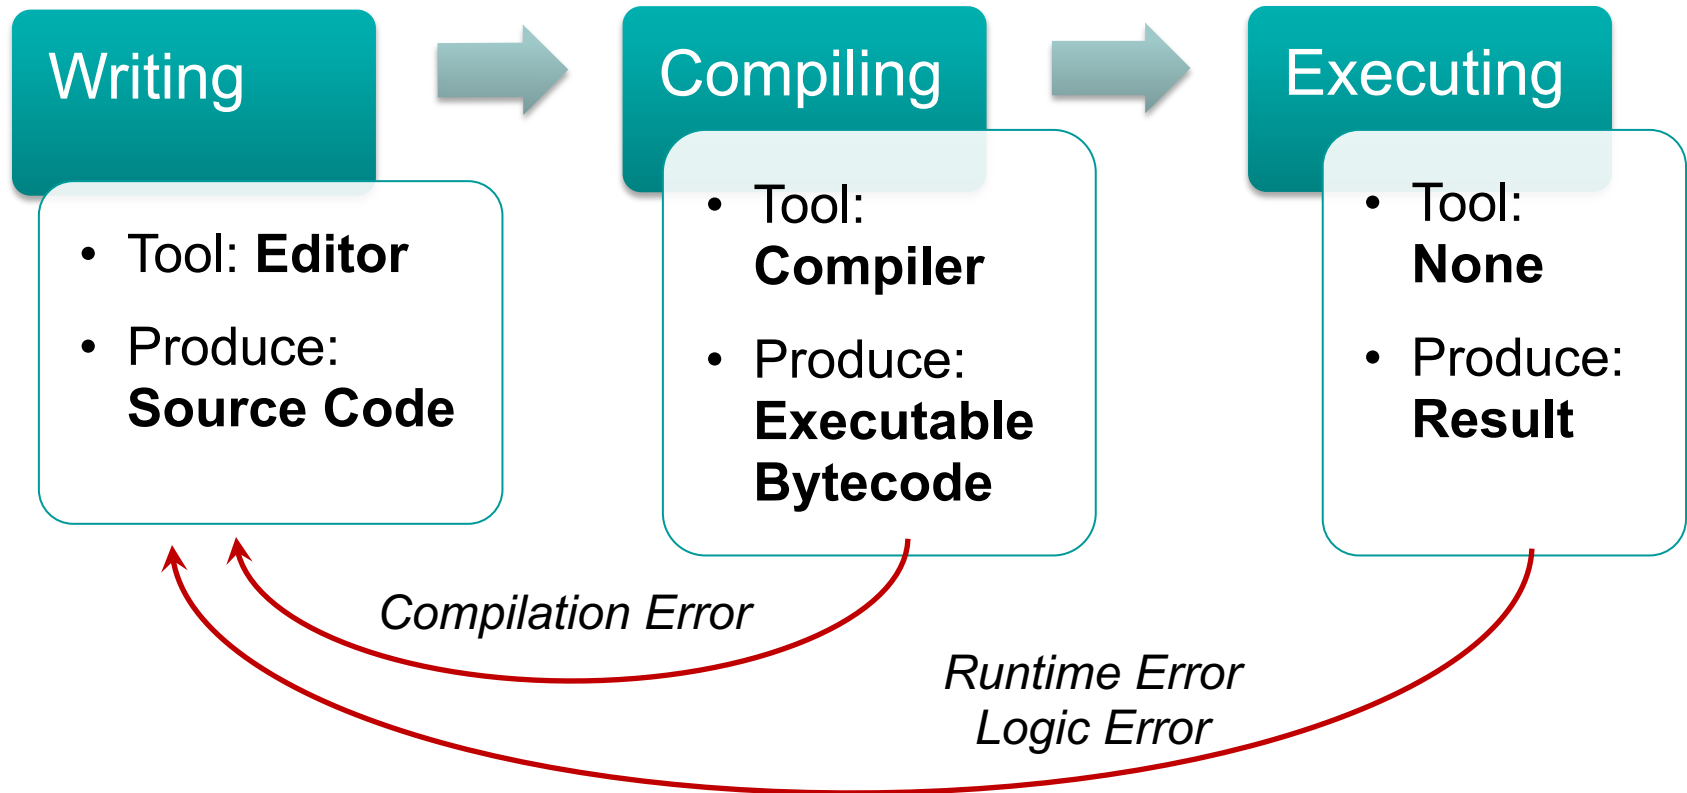 Writing
• Tool: Editor
• Produce:
Source Code
Compiling
• Tool:
Compiler
• Produce:
Executable
Bytecode
Executing
• Tool:
None
• Produce:
Result
Compilation Error
Runtime Error
Logic Error